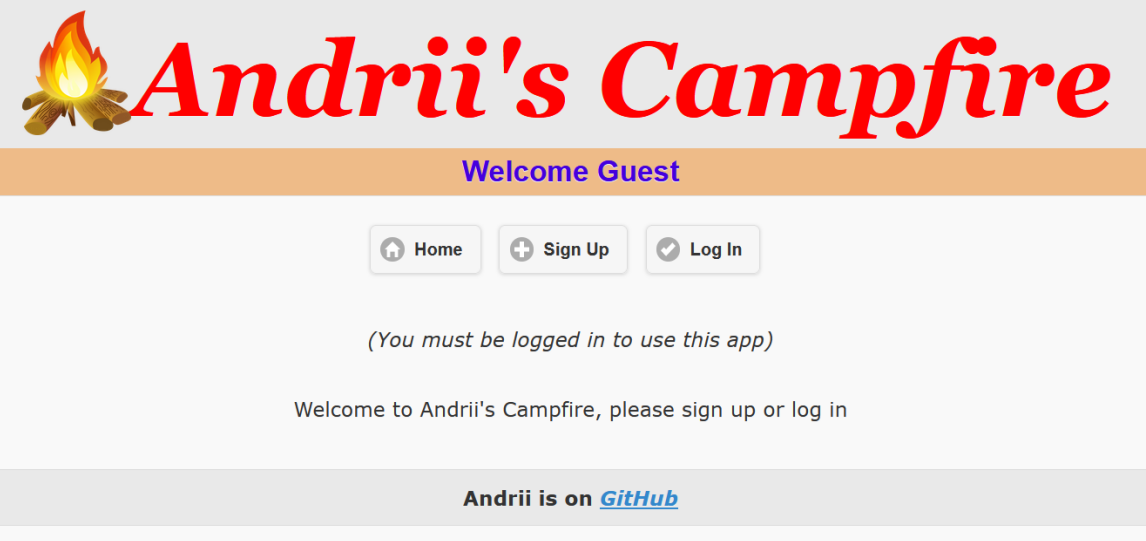 Andrii's Campfire
Welcome Guest
Home Sign Up Log In
(You must be logged in to use this app)
Welcome to Andrii's Campfire, please sign up or log in
Andrii is on GitHub